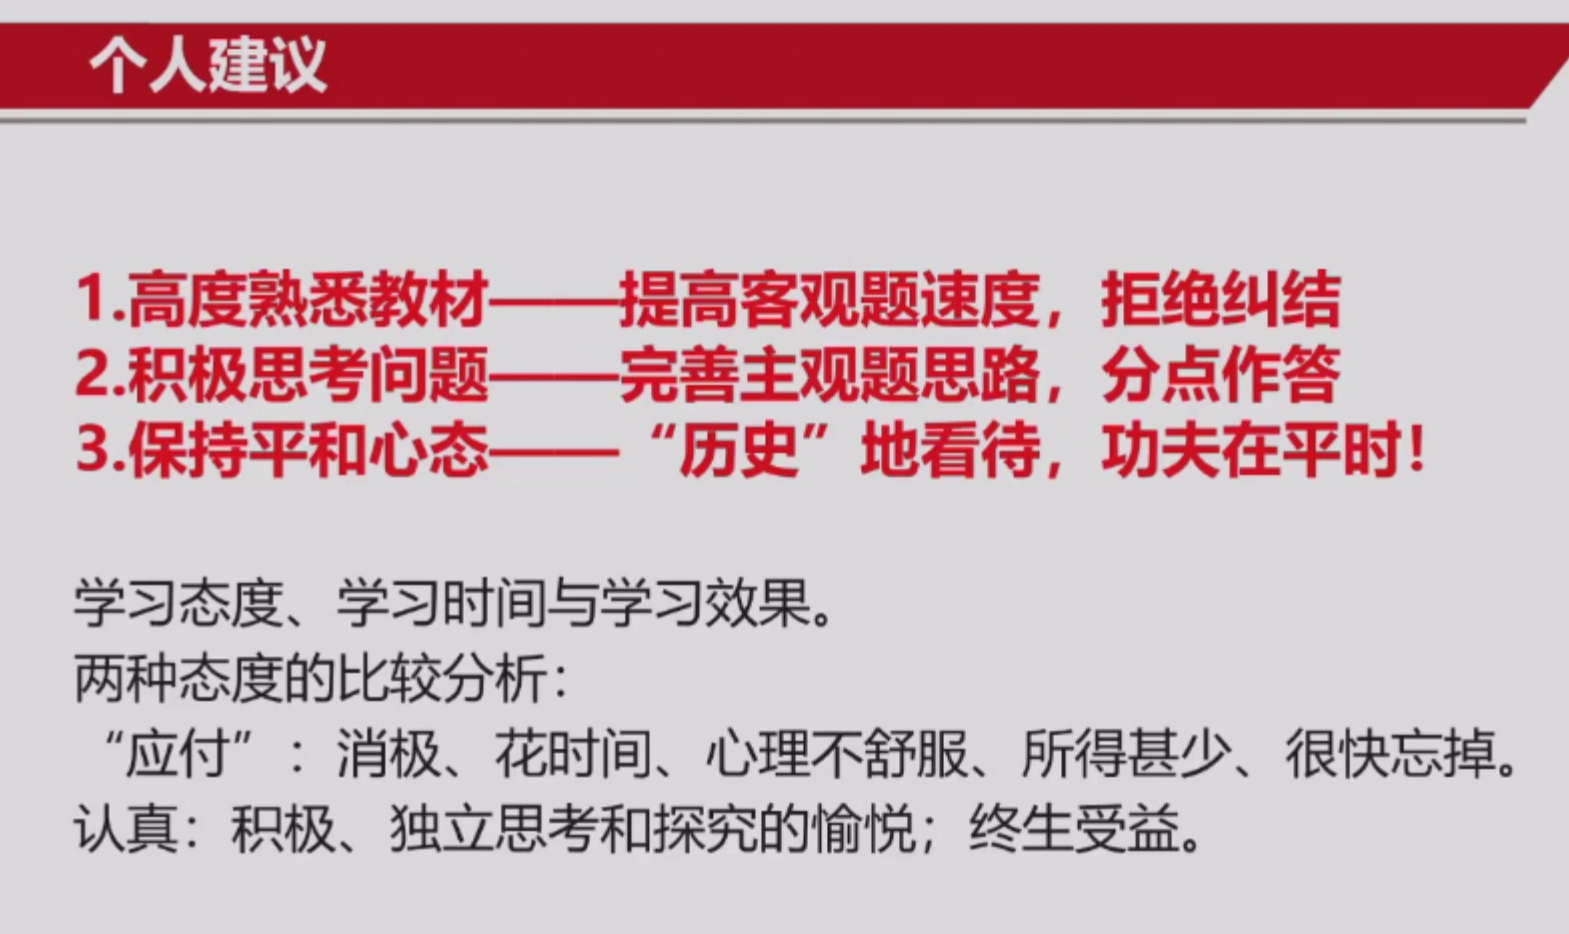 个人建议
1.高度熟悉教材——提高客观题速度，拒绝纠结
2.积极思考问题——完善主观题思路，分点作答
3.保持平和心态——“历史”地看待，功夫在平时！
学习态度、学习时间与学习效果。
两种态度的比较分析：
“应付”：消极、花时间、心理不舒服、所得甚少、很快忘掉。
认真：积极、独立思考和探究的愉悦；终生受益。